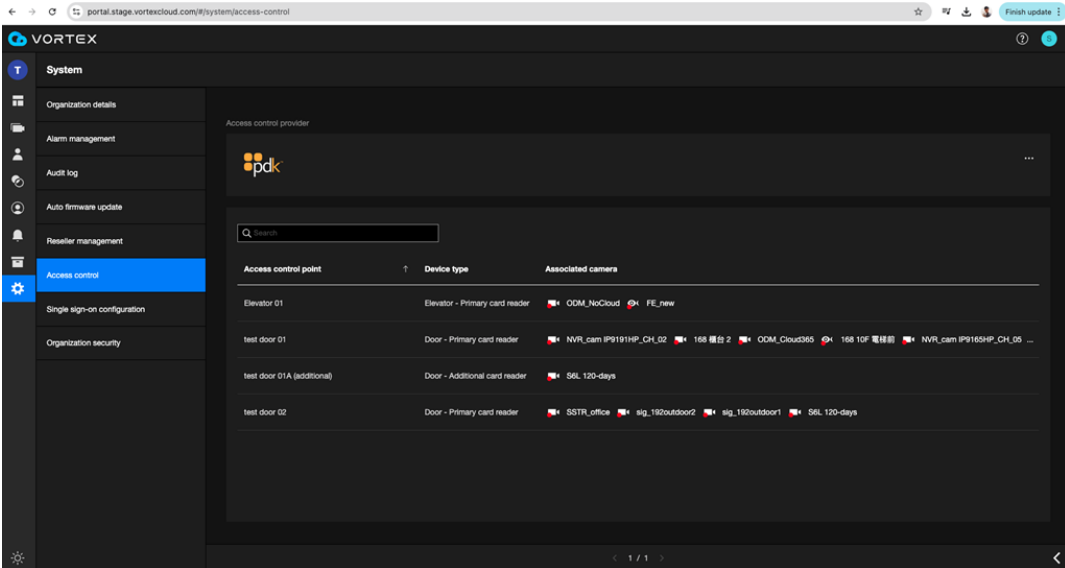 portal.stage.vortexcloud.com/#/system/access-control
Finish update
VORTEX
S
T
System
Organization details
Alarm management
Audit log
Auto firmware update
Reseller management
Access control
Single sign-on configuration
Organization security
Access control provider
pdk
Search
Access control point ↑ Device type Associated camera
Elevator 01 Elevator - Primary card reader ODM_NoCloud FE_new
test door 01 Door - Primary card reader NVR_cam IP9191HP_CH_02 168 櫃台 2 ODM_Cloud365 168 10F 電梯前 NVR_cam IP9165HP_CH_05 ...
test door 01A (additional) Door - Additional card reader S6L 120-days
test door 02 Door - Primary card reader SSTR_office sig_192outdoor2 sig_192outdoor1 S6L 120-days
1 / 1